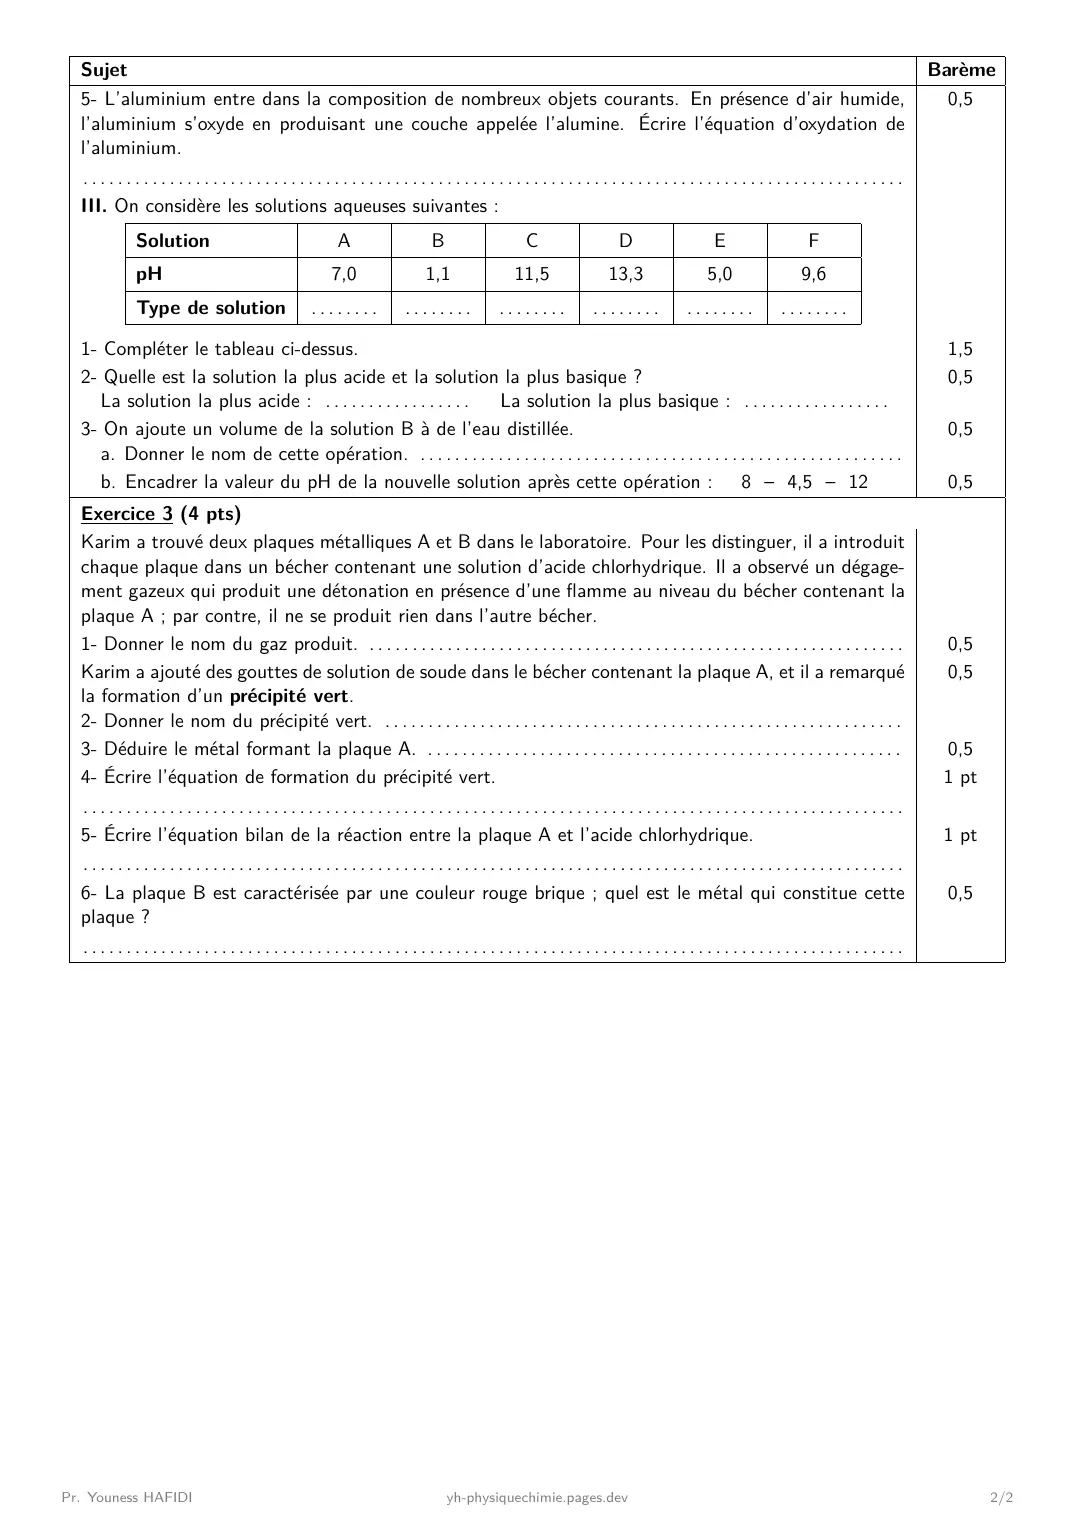 Sujet Barème
5- L'aluminium entre dans la composition de nombreux objets courants. En présence d'air humide, 0,5
l'aluminium s'oxyde en produisant une couche appelée l'alumine. Écrire l'équation d'oxydation de
l'aluminium.
................................................................................................
III. On considère les solutions aqueuses suivantes :
Solution A B C D E F
pH 7,0 1,1 11,5 13,3 5,0 9,6
Type de solution ........ ........ ........ ........ ........ ........
1- Compléter le tableau ci-dessus. 1,5
2- Quelle est la solution la plus acide et la solution la plus basique ? 0,5
La solution la plus acide : ................. La solution la plus basique : .................
3- On ajoute un volume de la solution B à de l'eau distillée. 0,5
a. Donner le nom de cette opération. ........................................................
b. Encadrer la valeur du pH de la nouvelle solution après cette opération : 8 – 4,5 – 12 0,5
Exercice 3 (4 pts)
Karim a trouvé deux plaques métalliques A et B dans le laboratoire. Pour les distinguer, il a introduit
chaque plaque dans un bécher contenant une solution d'acide chlorhydrique. Il a observé un dégage-
ment gazeux qui produit une détonation en présence d'une flamme au niveau du bécher contenant la
plaque A ; par contre, il ne se produit rien dans l'autre bécher.
1- Donner le nom du gaz produit. .............................................................. 0,5
Karim a ajouté des gouttes de solution de soude dans le bécher contenant la plaque A, et il a remarqué 0,5
la formation d'un précipité vert.
2- Donner le nom du précipité vert. ............................................................
3- Déduire le métal formant la plaque A. ....................................................... 0,5
4- Écrire l'équation de formation du précipité vert. 1 pt
................................................................................................
5- Écrire l'équation bilan de la réaction entre la plaque A et l'acide chlorhydrique. 1 pt
................................................................................................
6- La plaque B est caractérisée par une couleur rouge brique ; quel est le métal qui constitue cette 0,5
plaque ?
................................................................................................
Pr. Youness HAFIDI yh-physiquechimie.pages.dev 2/2